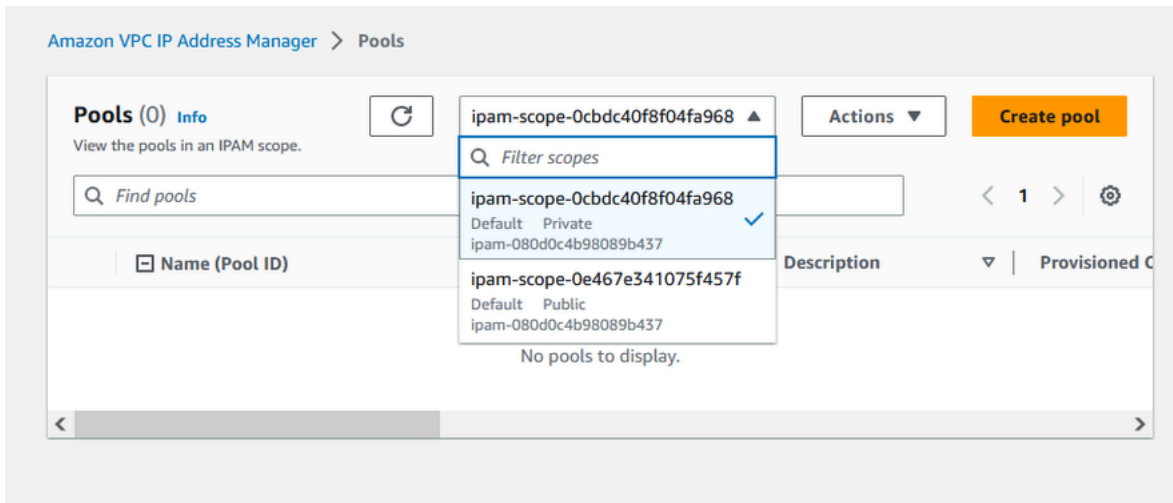 Amazon VPC IP Address Manager > Pools
Pools (0) Info
ipam-scope-0cbdc40f8f04fa968
Actions
Create pool
View the pools in an IPAM scope.
Filter scopes
Find pools
ipam-scope-0cbdc40f8f04fa968
Default Private
ipam-080d0c4b98089b437
1
Name (Pool ID)
Description
Provisioned C
ipam-scope-0e467e341075f457f
Default Public
ipam-080d0c4b98089b437
No pools to display.